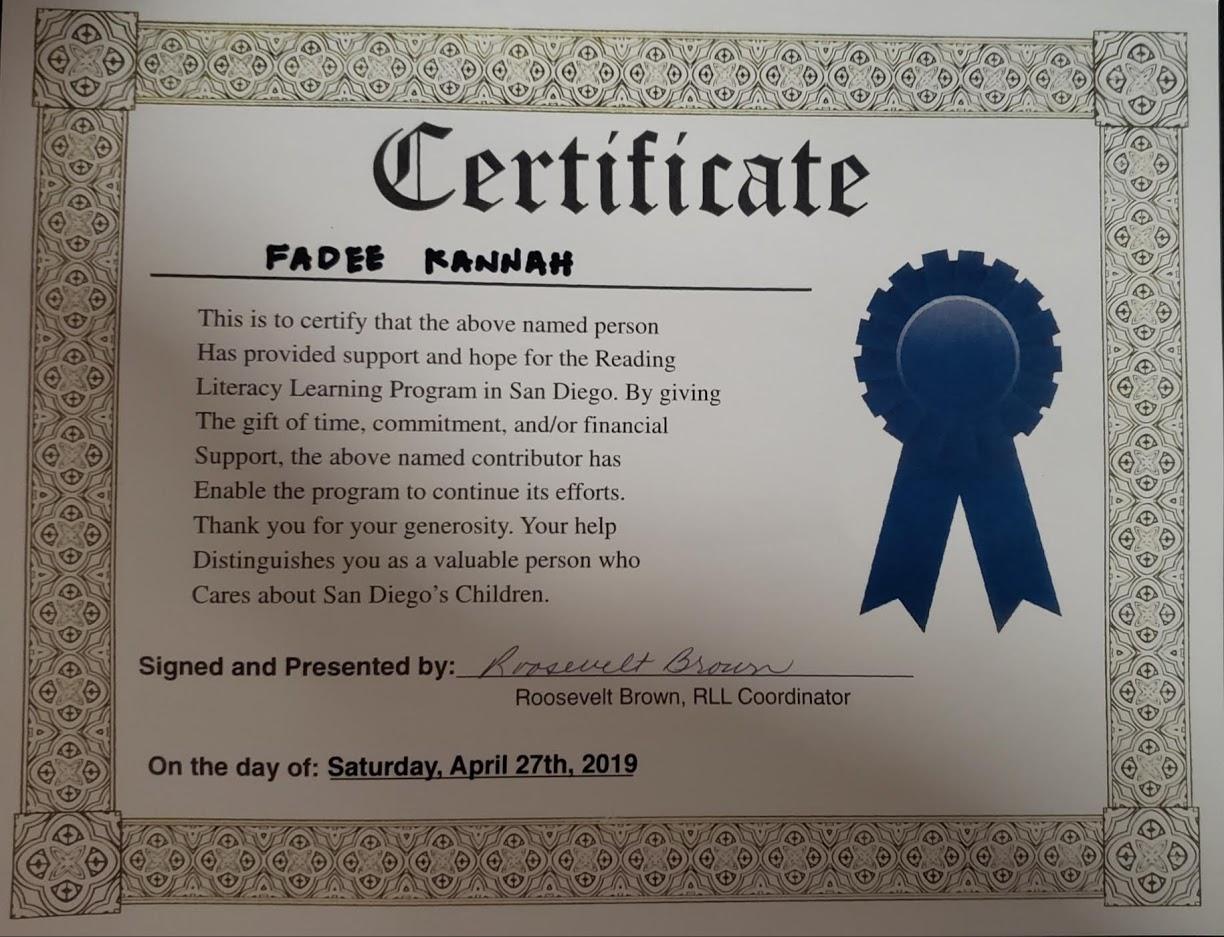 Certificate
FADEE KANNAH
This is to certify that the above named person
Has provided support and hope for the Reading
Literacy Learning Program in San Diego. By giving
The gift of time, commitment, and/or financial
Support, the above named contributor has
Enable the program to continue its efforts.
Thank you for your generosity. Your help
Distinguishes you as a valuable person who
Cares about San Diego's Children.
Signed and Presented by: Roosevelt Brown
Roosevelt Brown, RLL Coordinator
On the day of: Saturday, April 27th, 2019